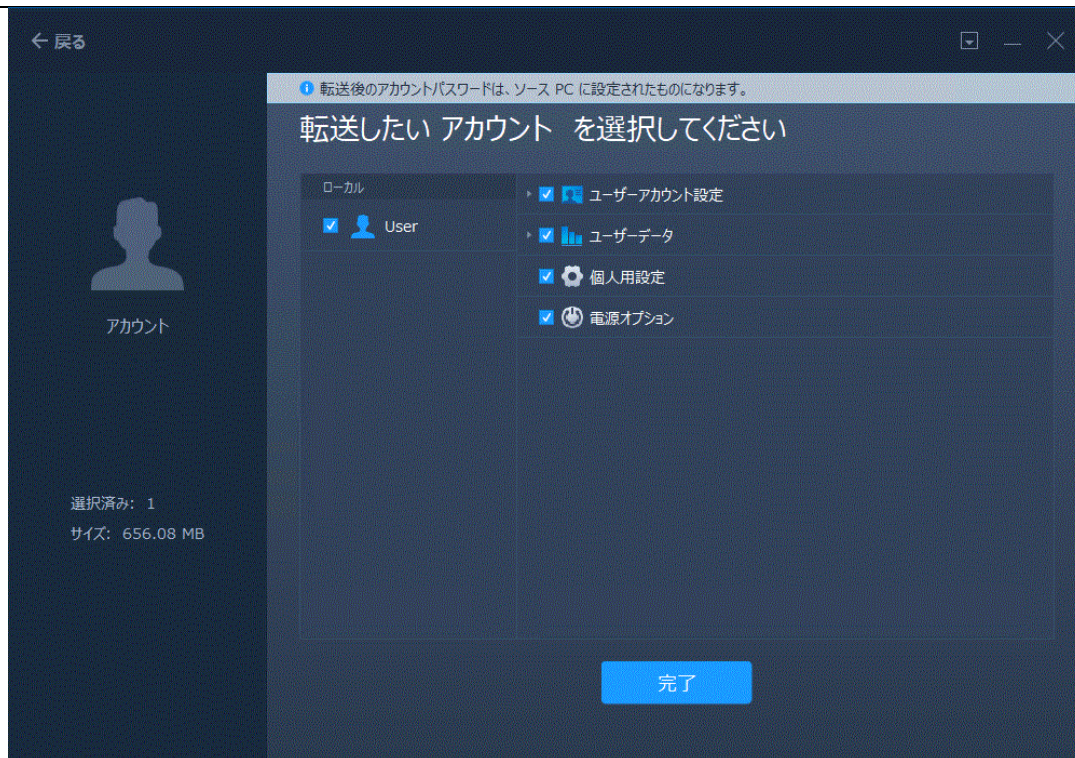 ← 戻る
転送後のアカウントパスワードは、ソース PC に設定されたものになります。
転送したい アカウント を選択してください
ローカル
User
ユーザーアカウント設定
ユーザーデータ
個人用設定
電源オプション
アカウント
選択済み: 1
サイズ: 656.08 MB
完了